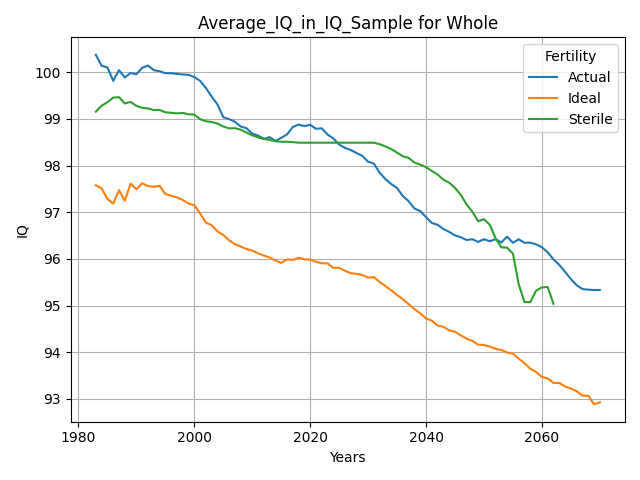 Average_IQ_in_IQ_Sample for Whole
Fertility
Actual
Ideal
Sterile
IQ
100
99
98
97
96
95
94
93
1980
2000
2020
2040
2060
Years